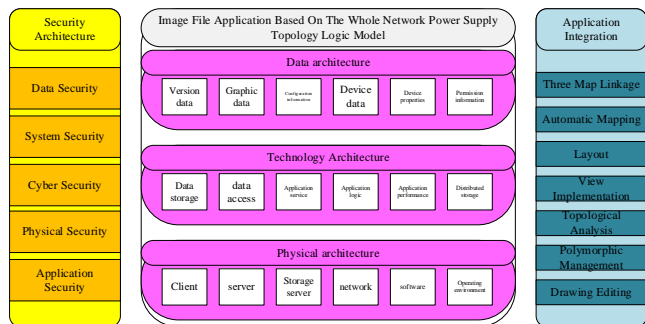 Security
Architecture
Data Security
System Security
Cyber Security
Physical Security
Application
Security
Image File Application Based On The Whole Network Power Supply
Topology Logic Model
Data architecture
Version
data
Graphic
data
Configuration
information
Device
data
Device
properties
Permission
information
Technology Architecture
Data
storage
data
access
Application
service
Application
logic
Application
performance
Distributed
storage
Physical architecture
Client
server
Storage
server
network
software
Operating
environment
Application
Integration
Three Map Linkage
Automatic Mapping
Layout
View
Implementation
Topological
Analysis
Polymorphic
Management
Drawing Editing